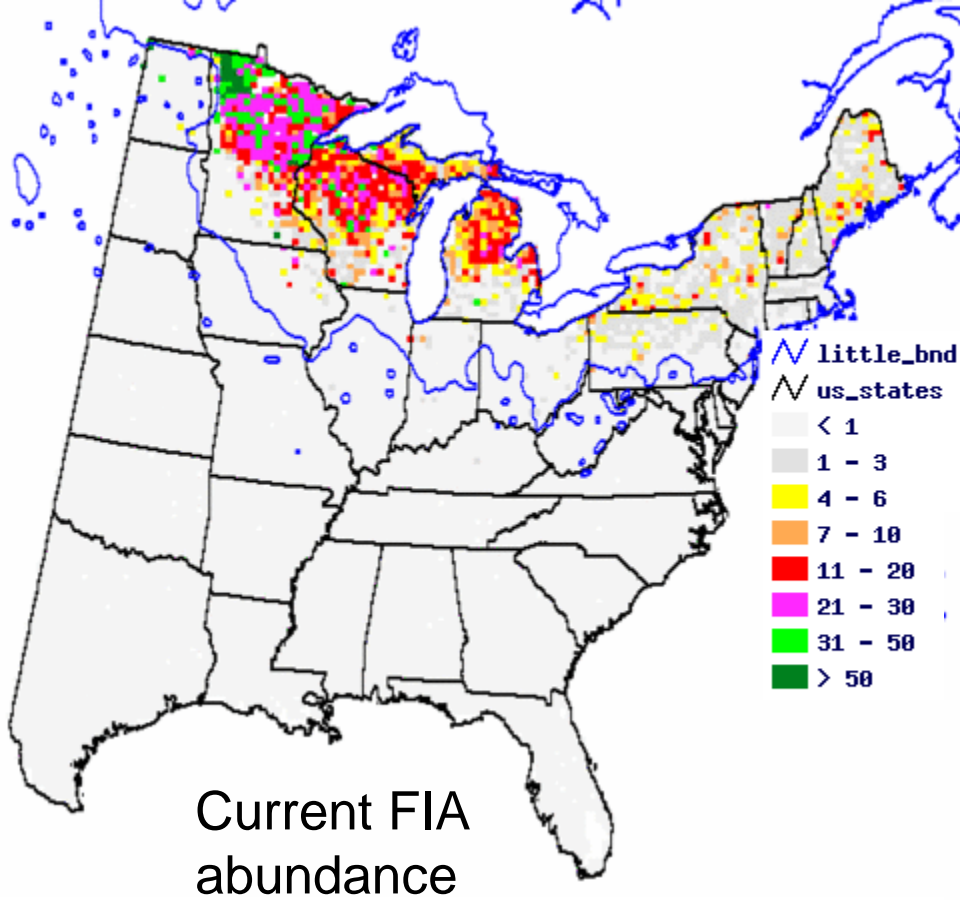 little_bnd
us_states
< 1
1 - 3
4 - 6
7 - 10
11 - 20
21 - 30
31 - 50
> 50
Current FIA
abundance